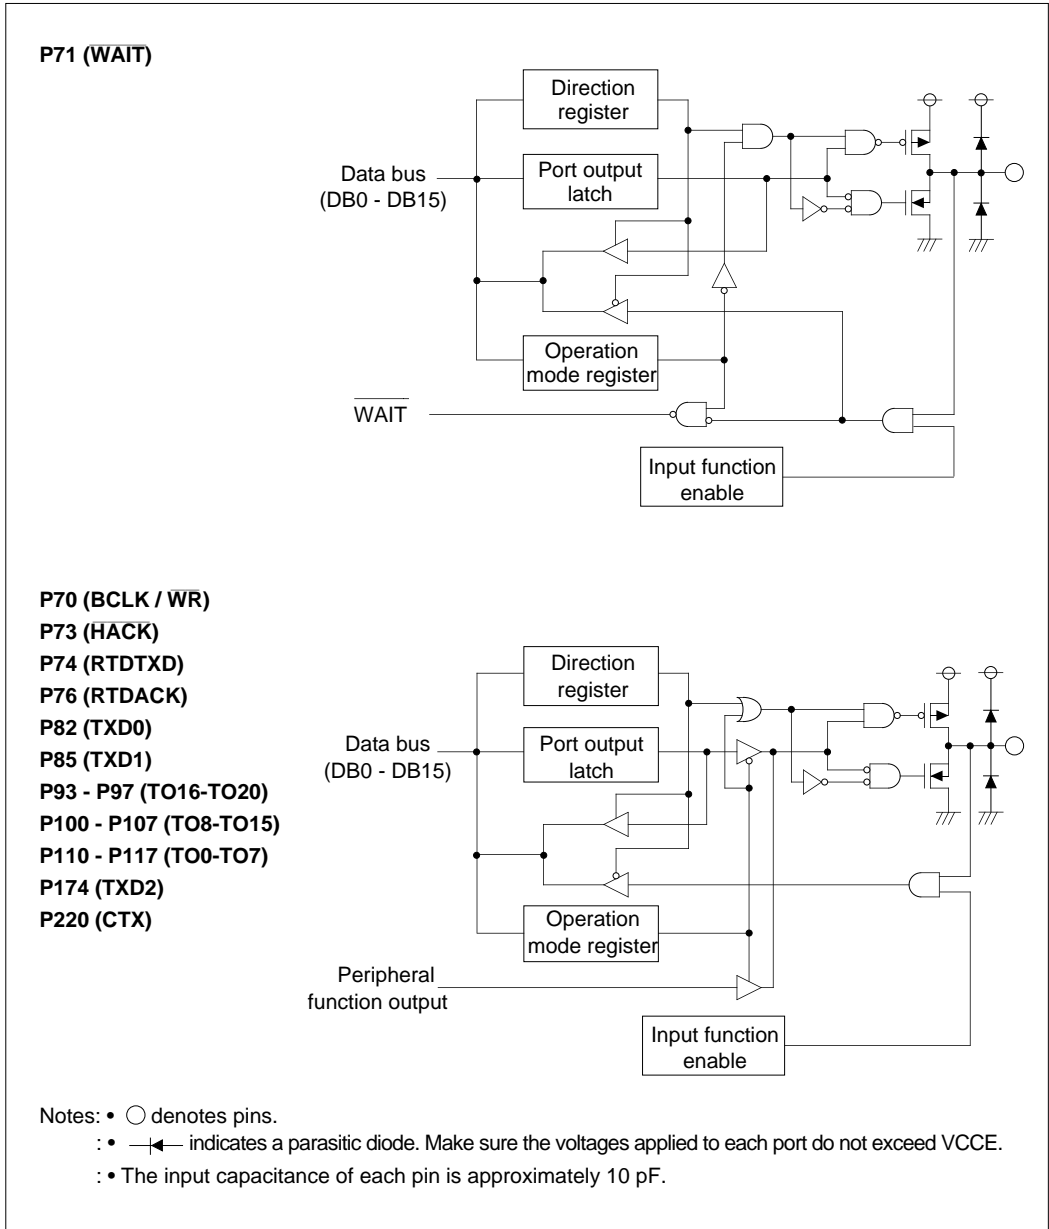 P71 (W̅A̅I̅T̅)
Direction
register
Data bus
(DB0 - DB15)
Port output
latch
Operation
mode register
W̅A̅I̅T̅
Input function
enable
P70 (BCLK / W̅R̅)
P73 (H̅A̅C̅K̅)
P74 (RTDTXD)
P76 (RTDACK)
P82 (TXD0)
P85 (TXD1)
P93 - P97 (TO16-TO20)
P100 - P107 (TO8-TO15)
P110 - P117 (TO0-TO7)
P174 (TXD2)
P220 (CTX)
Direction
register
Data bus
(DB0 - DB15)
Port output
latch
Operation
mode register
Peripheral
function output
Input function
enable
Notes: • ○ denotes pins.
: • indicates a parasitic diode. Make sure the voltages applied to each port do not exceed VCCE.
: • The input capacitance of each pin is approximately 10 pF.